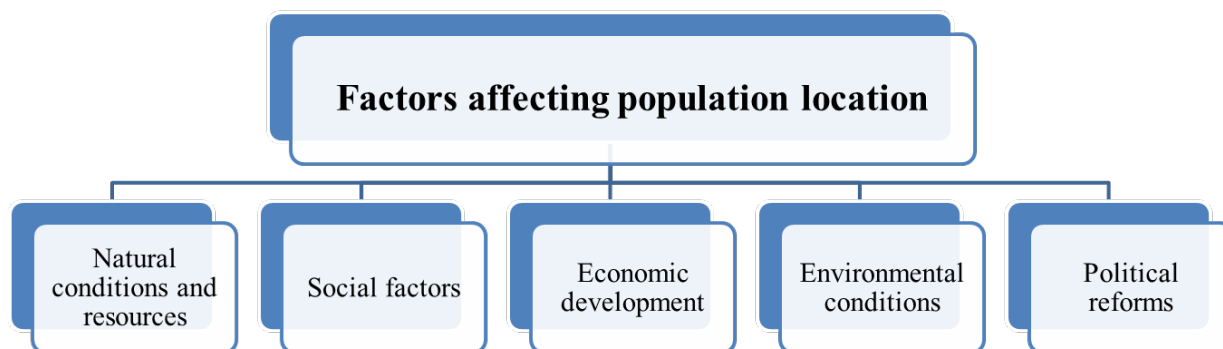 Factors affecting population location
Natural
conditions and
resources
Social factors
Economic
development
Environmental
conditions
Political
reforms